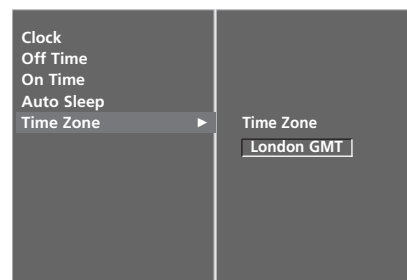 Clock
Off Time
On Time
Auto Sleep
Time Zone ►
Time Zone
London GMT